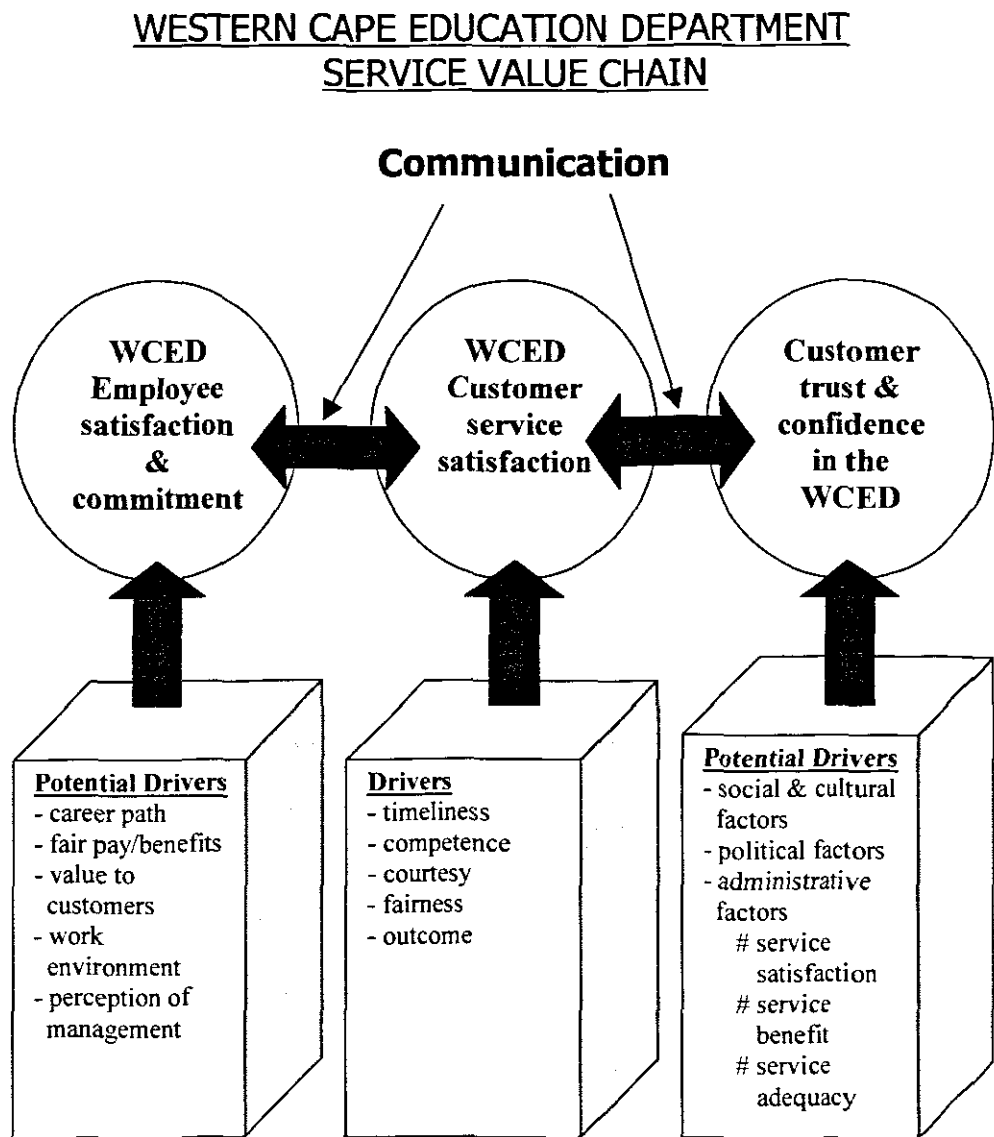 WESTERN CAPE EDUCATION DEPARTMENT
SERVICE VALUE CHAIN
Communication
WCED
Employee
satisfaction
&
commitment
WCED
Customer
service
satisfaction
Customer
trust &
confidence
in the
WCED
Potential Drivers
- career path
- fair pay/benefits
- value to
customers
- work
environment
- perception of
management
Drivers
- timeliness
- competence
- courtesy
- fairness
- outcome
Potential Drivers
- social & cultural
factors
- political factors
- administrative
factors
# service
satisfaction
# service
benefit
# service
adequacy